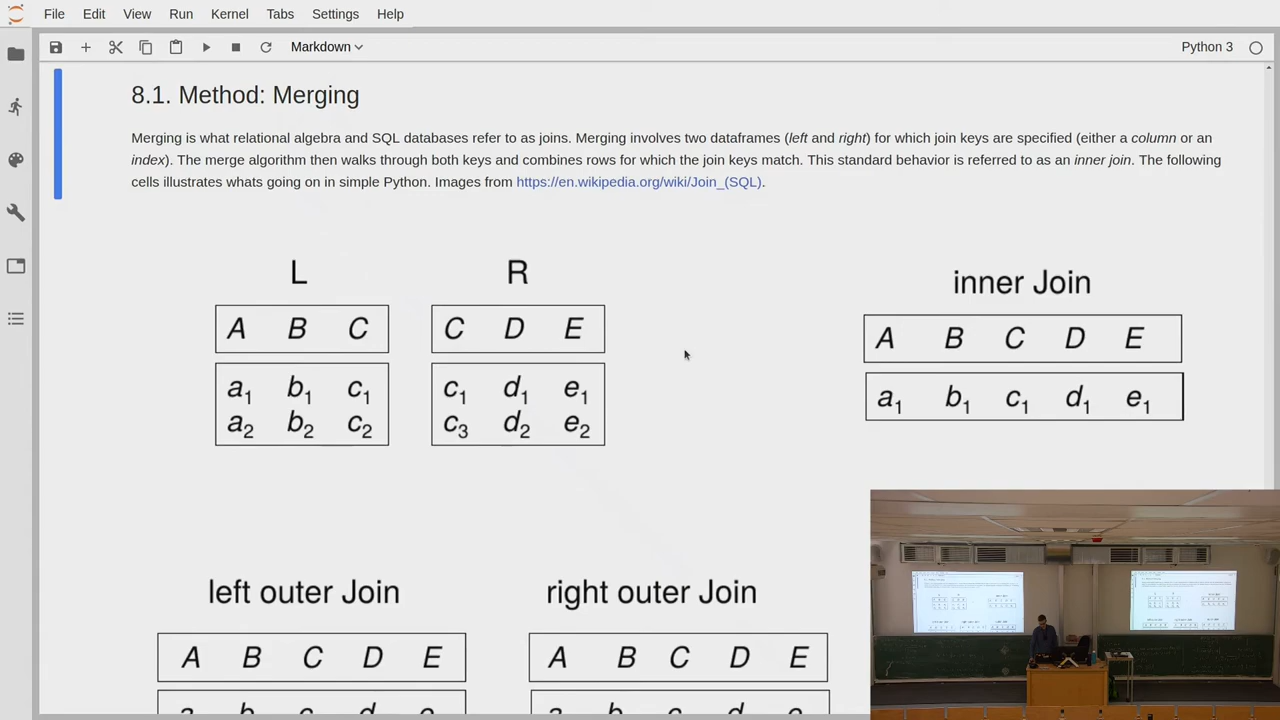 File Edit View Run Kernel Tabs Settings Help
Markdown
Python 3
8.1. Method: Merging
Merging is what relational algebra and SQL databases refer to as joins. Merging involves two dataframes (left and right) for which join keys are specified (either a column or an
index). The merge algorithm then walks through both keys and combines rows for which the join keys match. This standard behavior is referred to as an inner join. The following
cells illustrates whats going on in simple Python. Images from https://en.wikipedia.org/wiki/Join_(SQL).
L R
A B C C D E
a1 b1 c1 c1 d1 e1
a2 b2 c2 c3 d2 e2
inner Join
A B C D E
a1 b1 c1 d1 e1
left outer Join right outer Join
A B C D E A B C D E